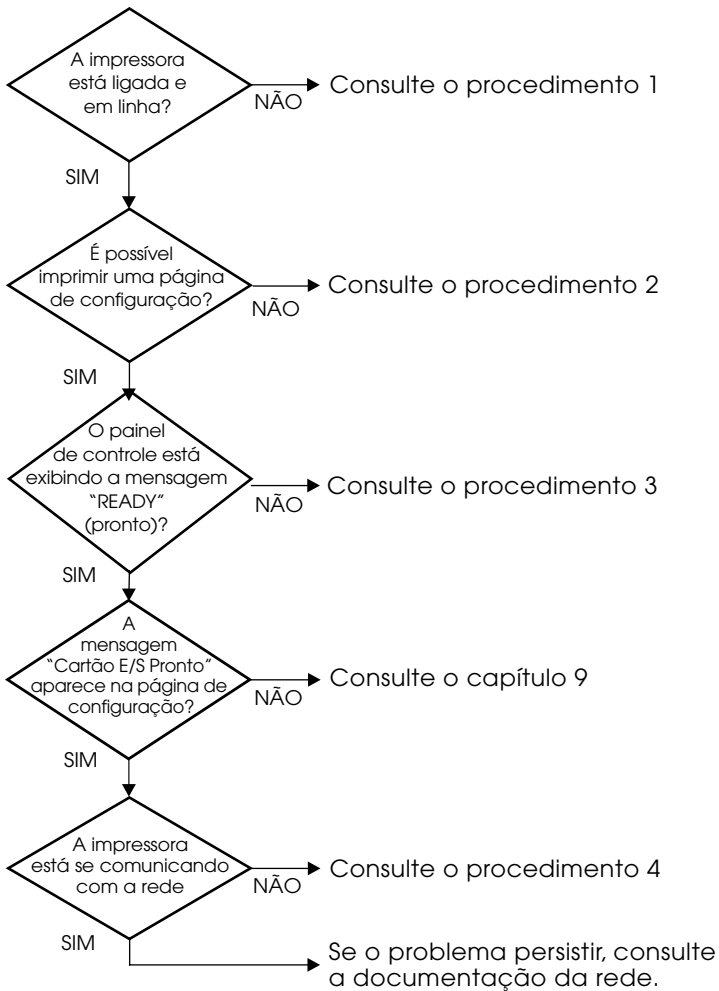 A impressora
está ligada e
em linha?
NÃO
Consulte o procedimento 1
SIM
É possível
imprimir uma página
de configuração?
NÃO
Consulte o procedimento 2
SIM
O painel
de controle está
exibindo a mensagem
"READY"
(pronto)?
NÃO
Consulte o procedimento 3
SIM
A
mensagem
"Cartão E/S Pronto"
aparece na página de
configuração?
NÃO
Consulte o capítulo 9
SIM
A impressora
está se comunicando
com a rede
NÃO
Consulte o procedimento 4
SIM
Se o problema persistir, consulte
a documentação da rede.